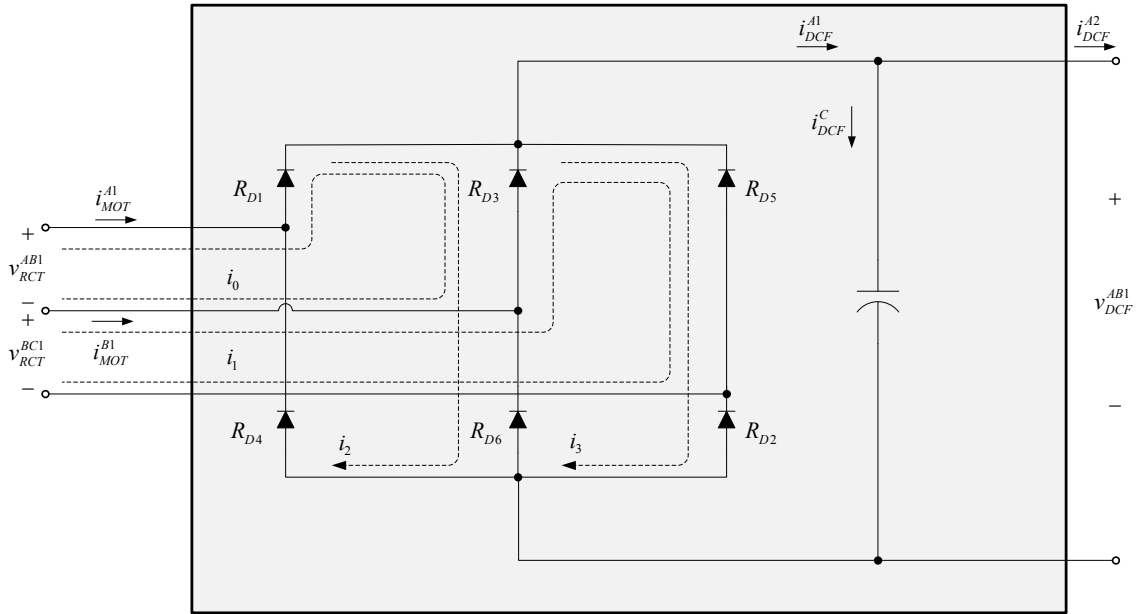 i_{DCF}^{A1}
i_{DCF}^{A2}
i_{DCF}^{C}
R_{D1}
R_{D3}
R_{D5}
i_{MOT}^{A1}
+
v_{RCT}^{AB1}
−
i_0
+
v_{RCT}^{BC1}
−
i_{MOT}^{B1}
i_1
+
v_{DCF}^{AB1}
−
R_{D4}
R_{D6}
R_{D2}
i_2
i_3